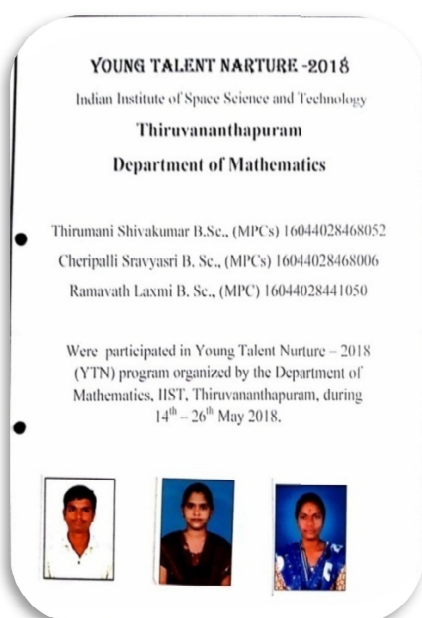 YOUNG TALENT NARTURE -2018
Indian Institute of Space Science and Technology
Thiruvananthapuram
Department of Mathematics
Thirumani Shivakumar B.Sc., (MPCs) 16044028468052
Cheripalli Sravyasri B. Sc., (MPCs) 16044028468006
Ramavath Laxmi B. Sc., (MPC) 16044028441050
Were participated in Young Talent Nurture – 2018
(YTN) program organized by the Department of
Mathematics, IIST, Thiruvananthapuram, during
14th – 26th May 2018.